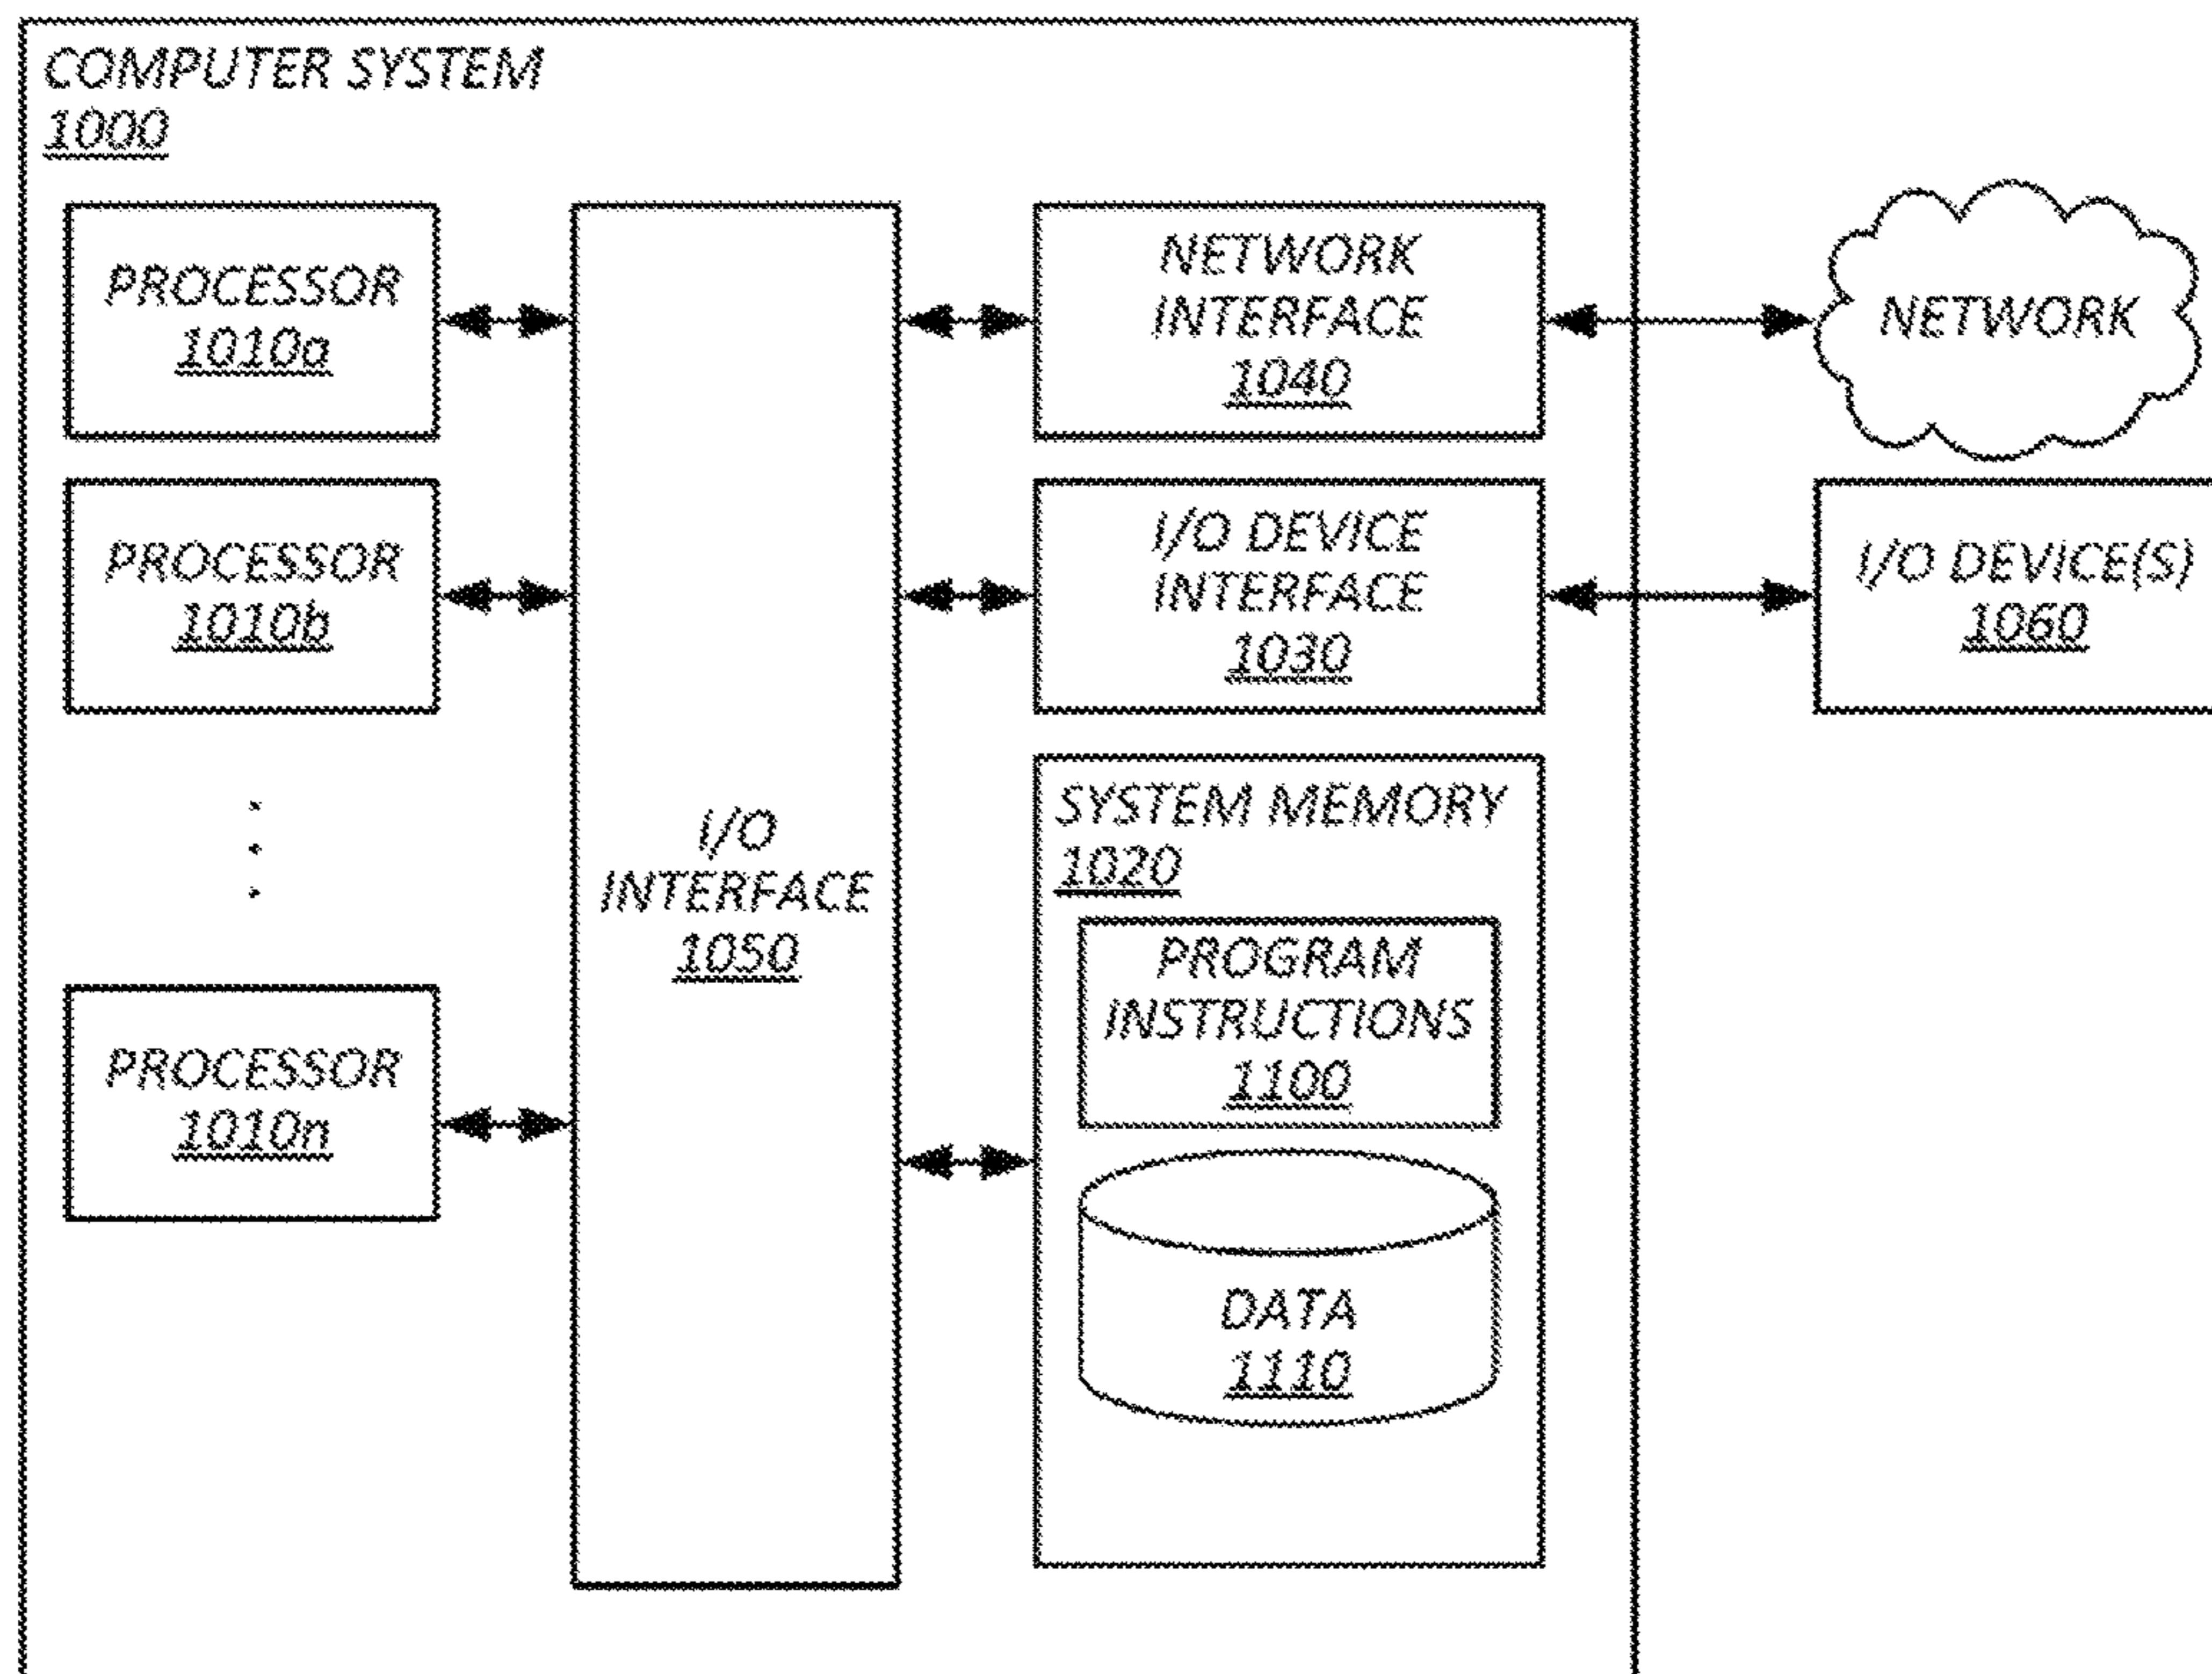 COMPUTER SYSTEM
1000
PROCESSOR
1010a
PROCESSOR
1010b
PROCESSOR
1010n
I/O
INTERFACE
1050
NETWORK
INTERFACE
1040
I/O DEVICE
INTERFACE
1030
SYSTEM MEMORY
1020
PROGRAM
INSTRUCTIONS
1100
DATA
1110
NETWORK
I/O DEVICE(S)
1060